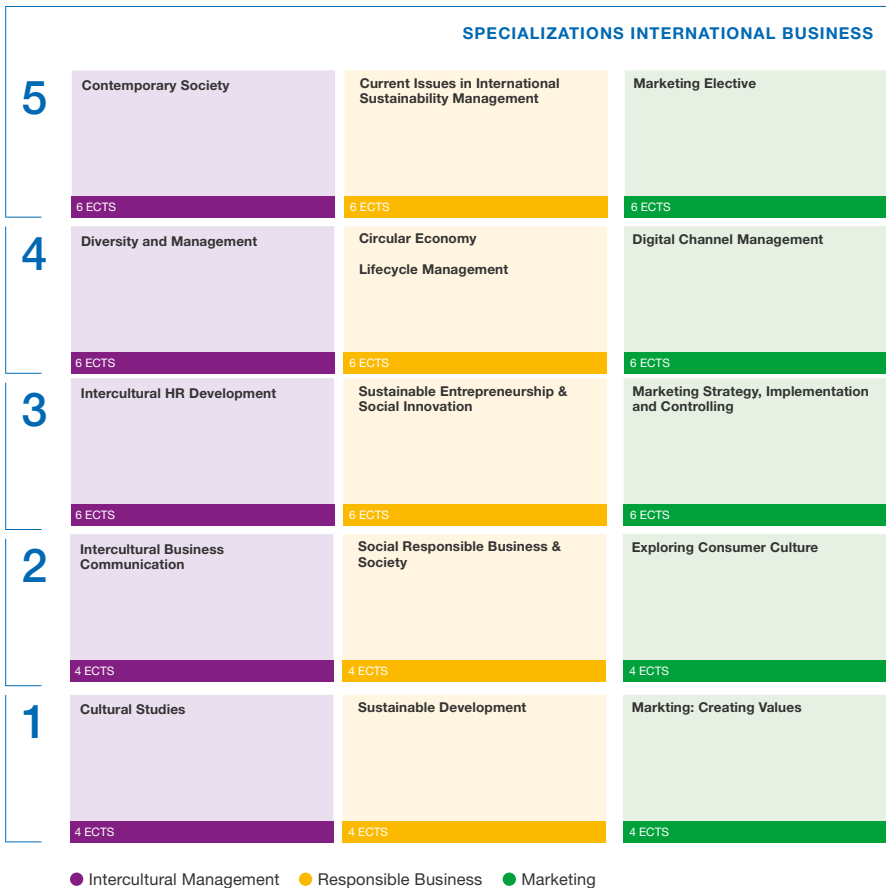 SPECIALIZATIONS INTERNATIONAL BUSINESS
5
Contemporary Society
6 ECTS
Current Issues in International
Sustainability Management
6 ECTS
Marketing Elective
6 ECTS
4
Diversity and Management
6 ECTS
Circular Economy
Lifecycle Management
6 ECTS
Digital Channel Management
6 ECTS
3
Intercultural HR Development
6 ECTS
Sustainable Entrepreneurship &
Social Innovation
6 ECTS
Marketing Strategy, Implementation
and Controlling
6 ECTS
2
Intercultural Business
Communication
4 ECTS
Social Responsible Business &
Society
4 ECTS
Exploring Consumer Culture
4 ECTS
1
Cultural Studies
4 ECTS
Sustainable Development
4 ECTS
Markting: Creating Values
4 ECTS
Intercultural Management
Responsible Business
Marketing